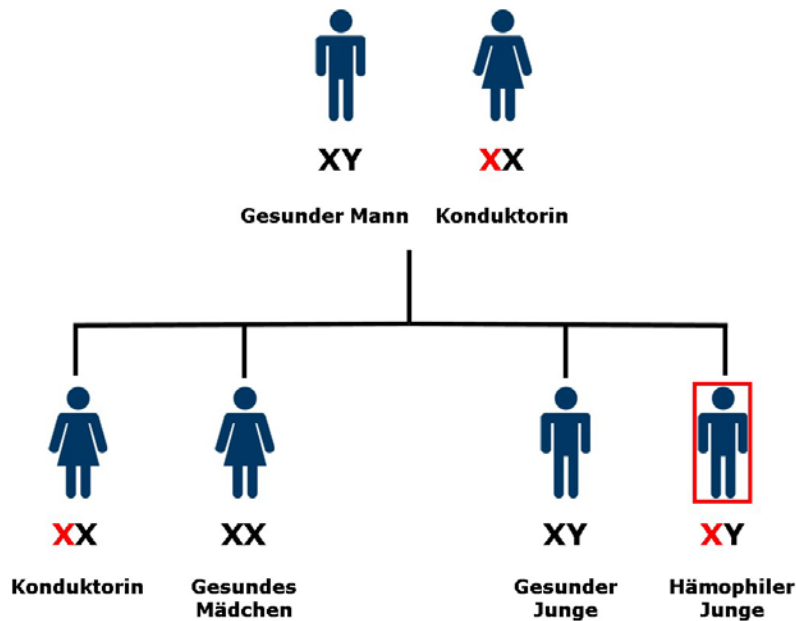 XY XX
Gesunder Mann Konduktorin
XX XX XY XY
Konduktorin Gesundes Mädchen Gesunder Junge Hämophiler Junge